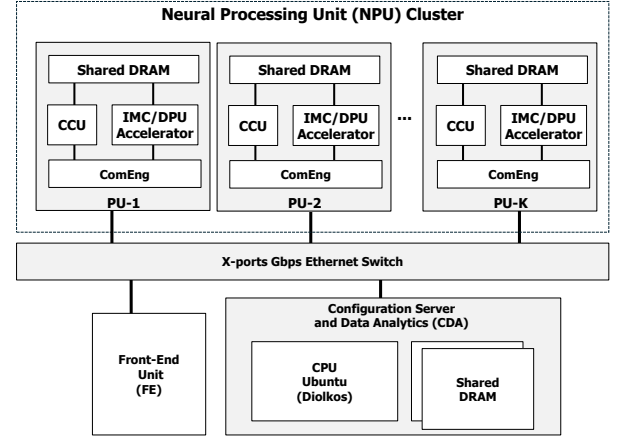 Neural Processing Unit (NPU) Cluster
Shared DRAM
CCU
IMC/DPU
Accelerator
ComEng
PU-1
Shared DRAM
CCU
IMC/DPU
Accelerator
ComEng
PU-2
...
Shared DRAM
CCU
IMC/DPU
Accelerator
ComEng
PU-K
X-ports Gbps Ethernet Switch
Front-End
Unit
(FE)
Configuration Server
and Data Analytics (CDA)
CPU
Ubuntu
(Diolkos)
Shared
DRAM